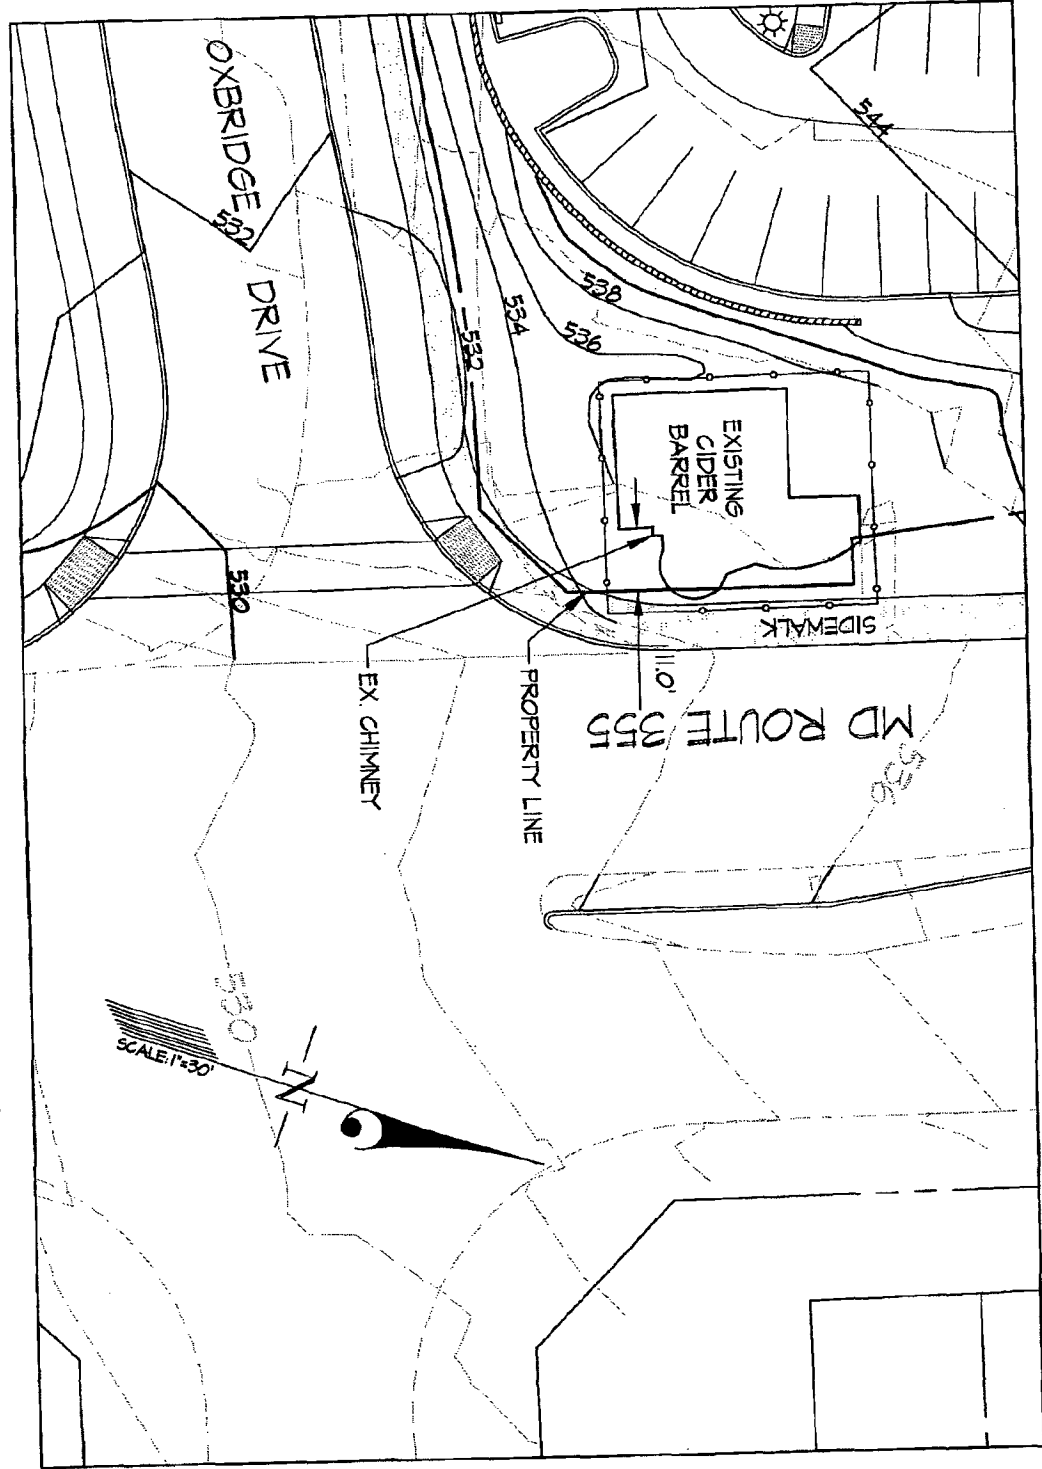 OXBRIDGE DRIVE
532
544
538
536
534
532
EXISTING
CIDER
BARREL
530
SIDEWALK
11.0'
MD ROUTE 355
PROPERTY LINE
EX. CHIMNEY
536
530
SCALE: 1"=30'
N